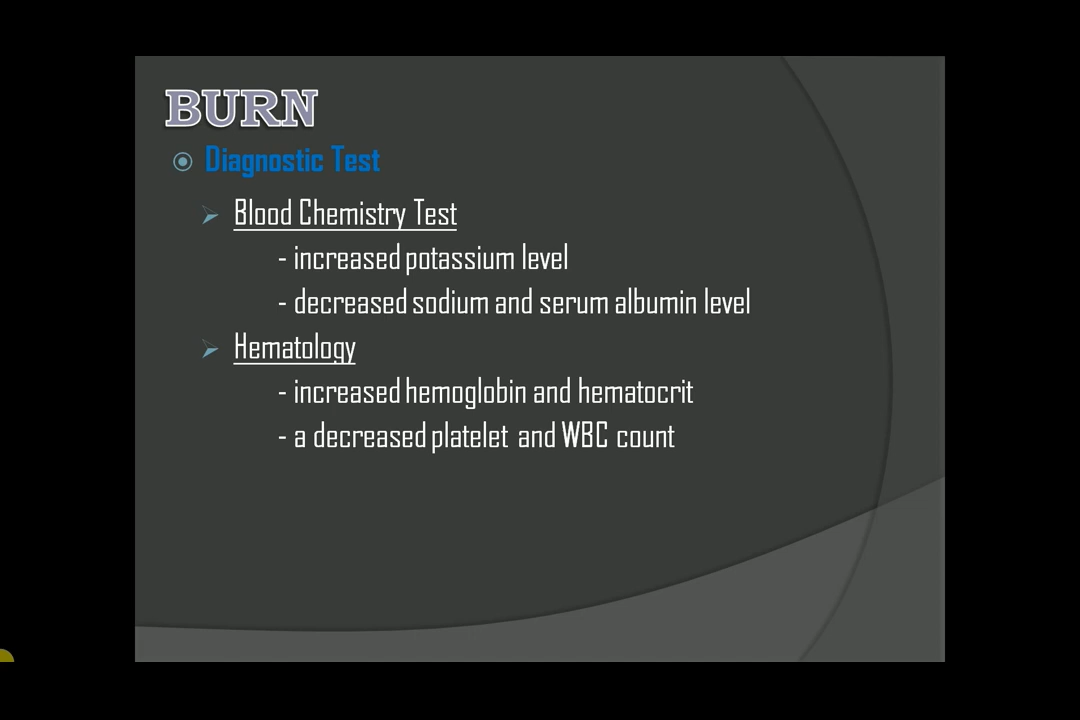 BURN
Diagnostic Test
Blood Chemistry Test
- increased potassium level
- decreased sodium and serum albumin level
Hematology
- increased hemoglobin and hematocrit
- a decreased platelet and WBC count